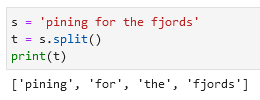 s = 'pining for the fjords'
t = s.split()
print(t)
['pining', 'for', 'the', 'fjords']